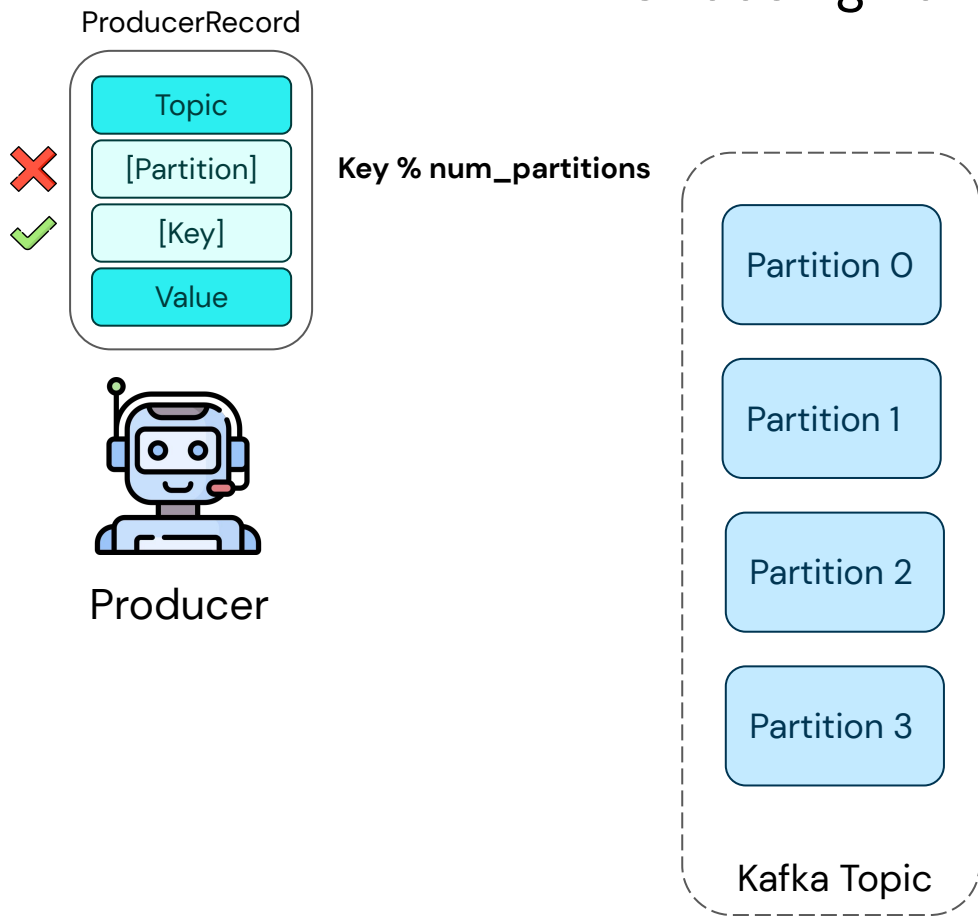 ProducerRecord
Topic
[Partition]
[Key]
Value
Key % num_partitions
Producer
Partition 0
Partition 1
Partition 2
Partition 3
Kafka Topic